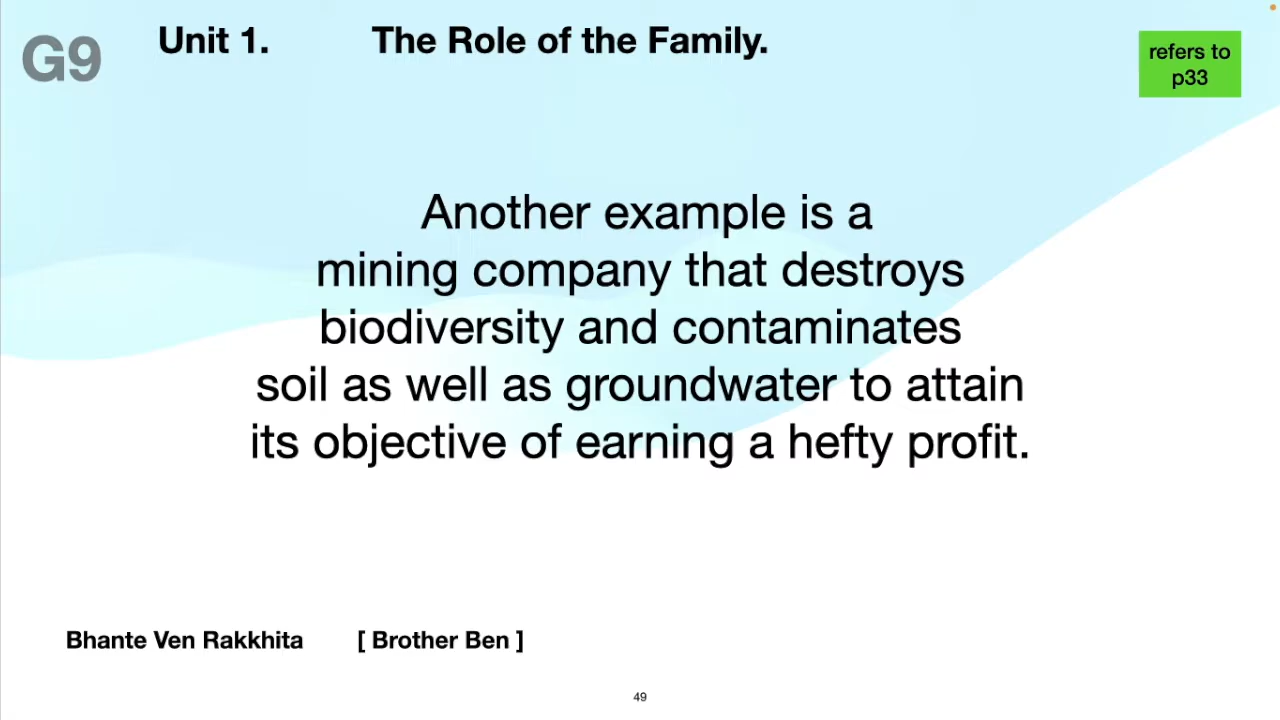 G9
Unit 1. The Role of the Family.
refers to
p33
Another example is a
mining company that destroys
biodiversity and contaminates
soil as well as groundwater to attain
its objective of earning a hefty profit.
Bhante Ven Rakkhita [ Brother Ben ]
49